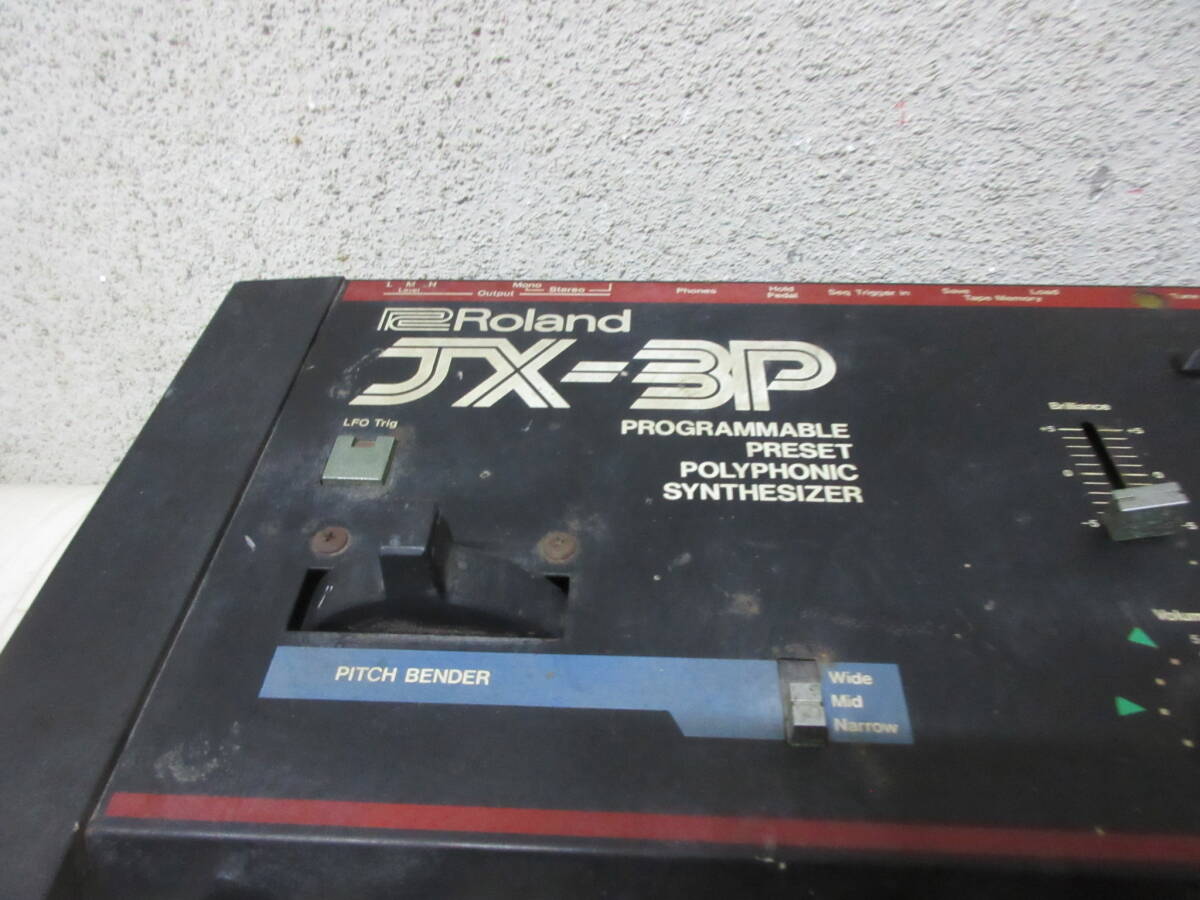 L M H
Level
Output
Mono
Stereo
Phones
Hold
Pedal
Seq Trigger in
Save Load
Tape Memory
Roland
JX-3P
PROGRAMMABLE
PRESET
POLYPHONIC
SYNTHESIZER
LFO Trig
Brilliance
+5 +5
0 0
-5 -5
PITCH BENDER
Wide
Mid
Narrow